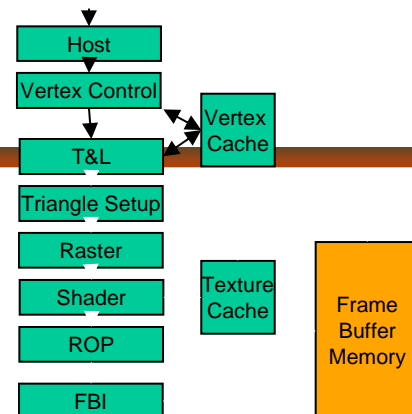 Host
Vertex Control
Vertex
Cache
T&L
Triangle Setup
Raster
Shader
Texture
Cache
Frame
Buffer
Memory
ROP
FBI